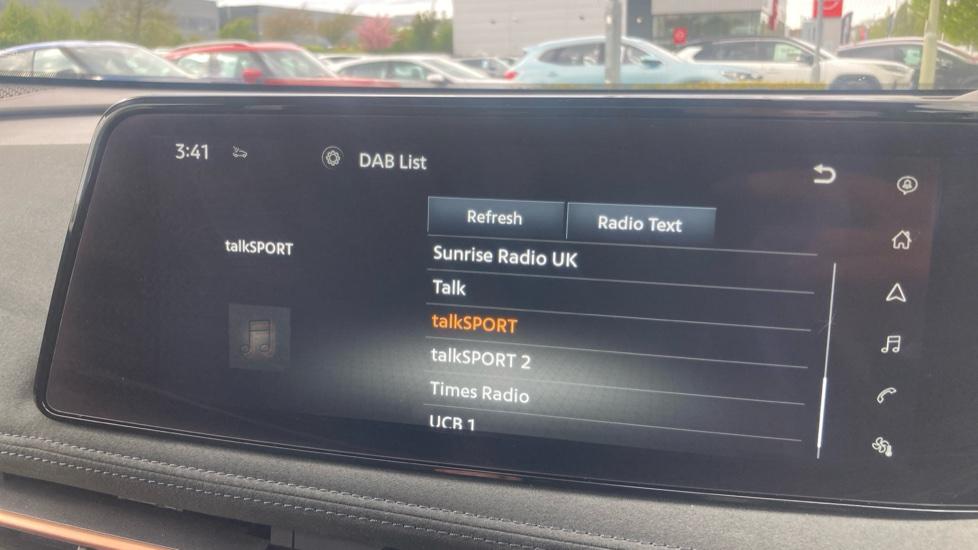 3:41
DAB List
Refresh
Radio Text
talkSPORT
Sunrise Radio UK
Talk
talkSPORT
talkSPORT 2
Times Radio
UCB 1